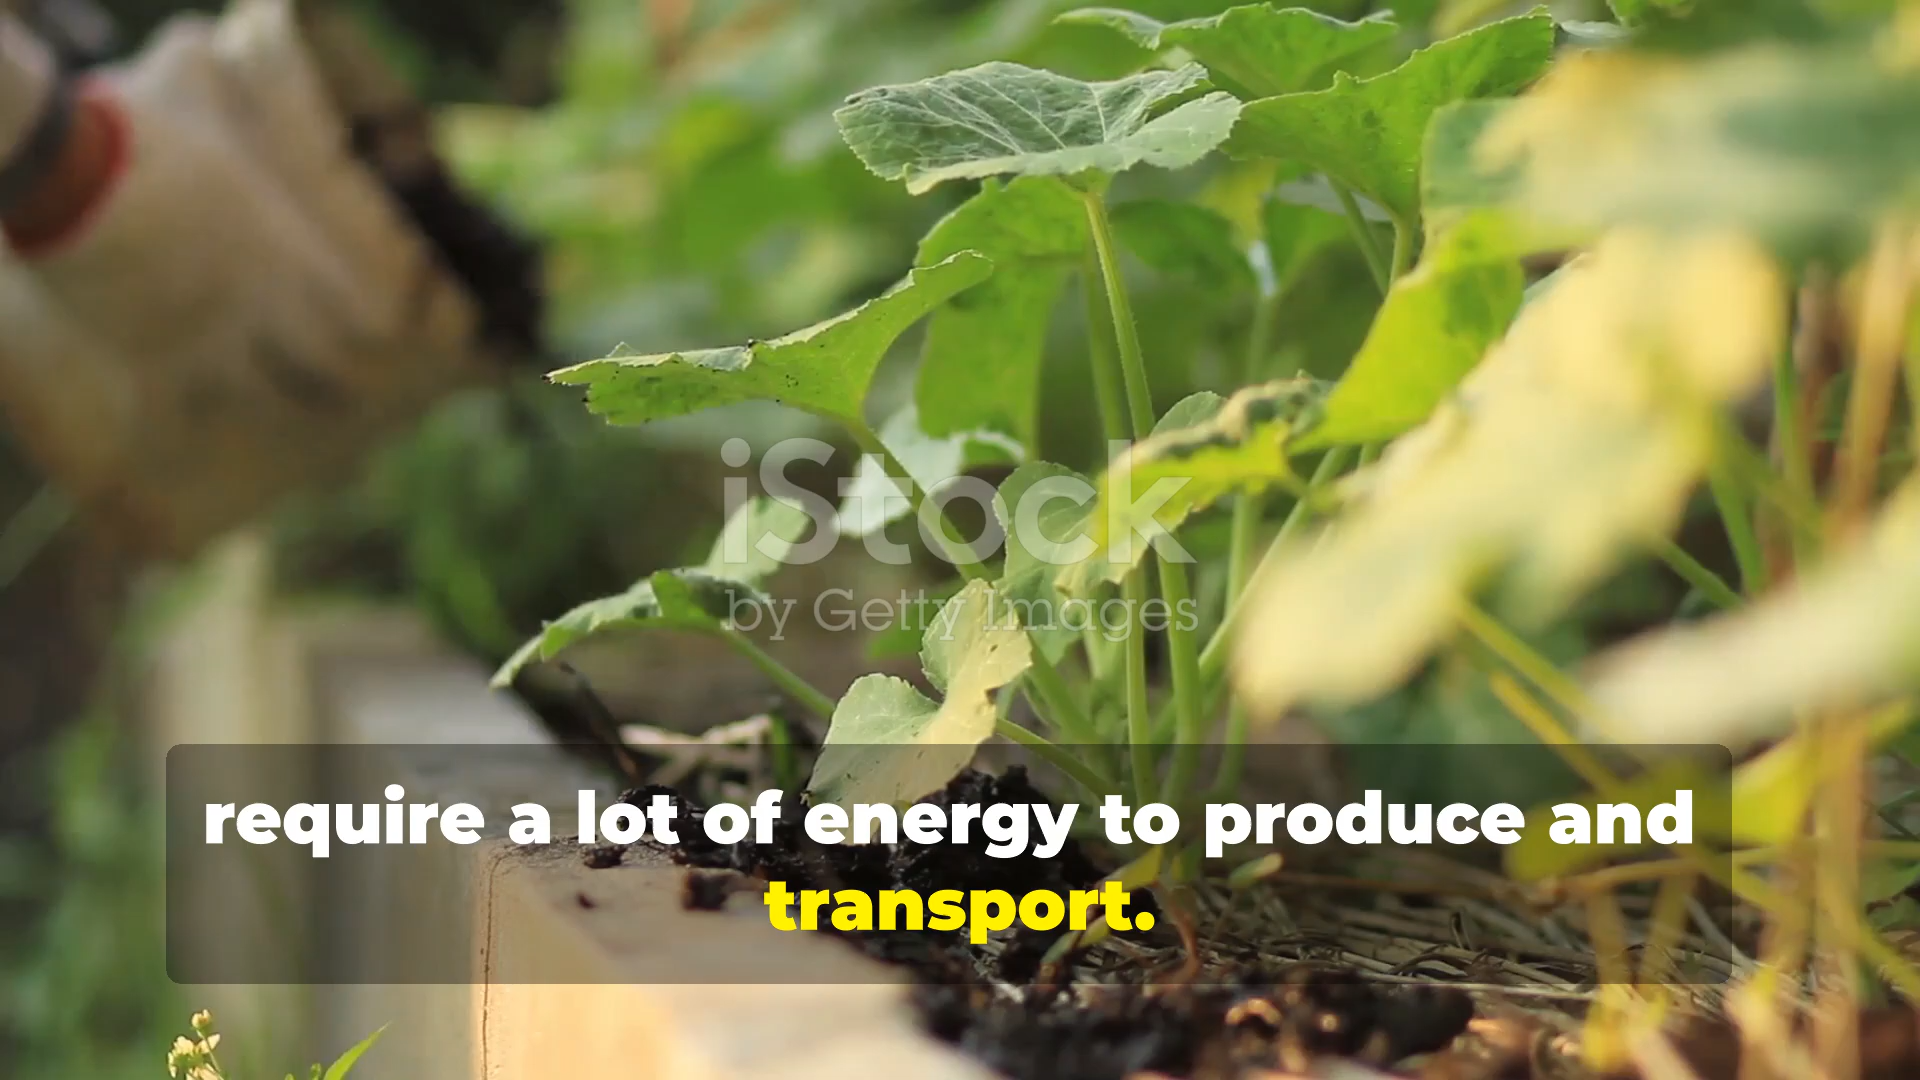 iStock
by Getty Images
require a lot of energy to produce and
transport.